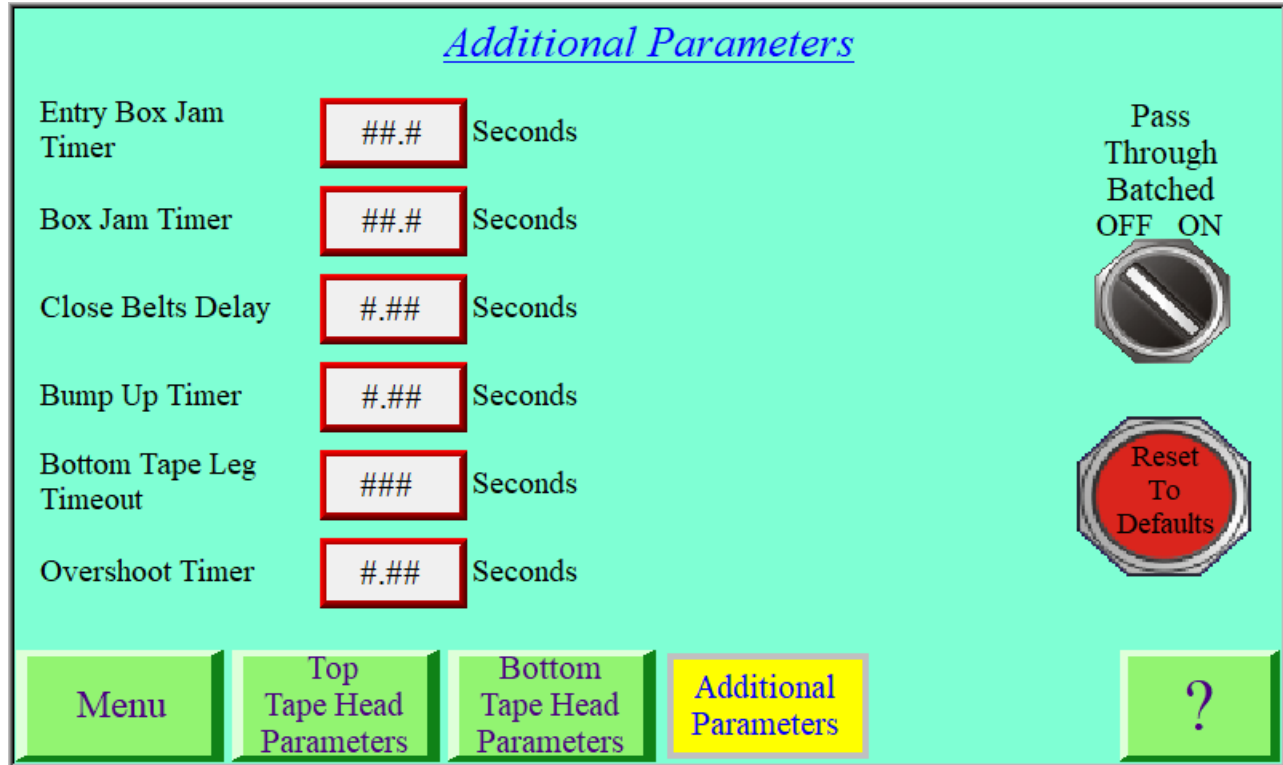 Additional Parameters
Entry Box Jam
Timer
##.# Seconds
Box Jam Timer
##.# Seconds
Close Belts Delay
#.## Seconds
Bump Up Timer
#.## Seconds
Bottom Tape Leg
Timeout
### Seconds
Overshoot Timer
#.## Seconds
Pass
Through
Batched
OFF ON
Reset
To
Defaults
Menu
Top
Tape Head
Parameters
Bottom
Tape Head
Parameters
Additional
Parameters
?